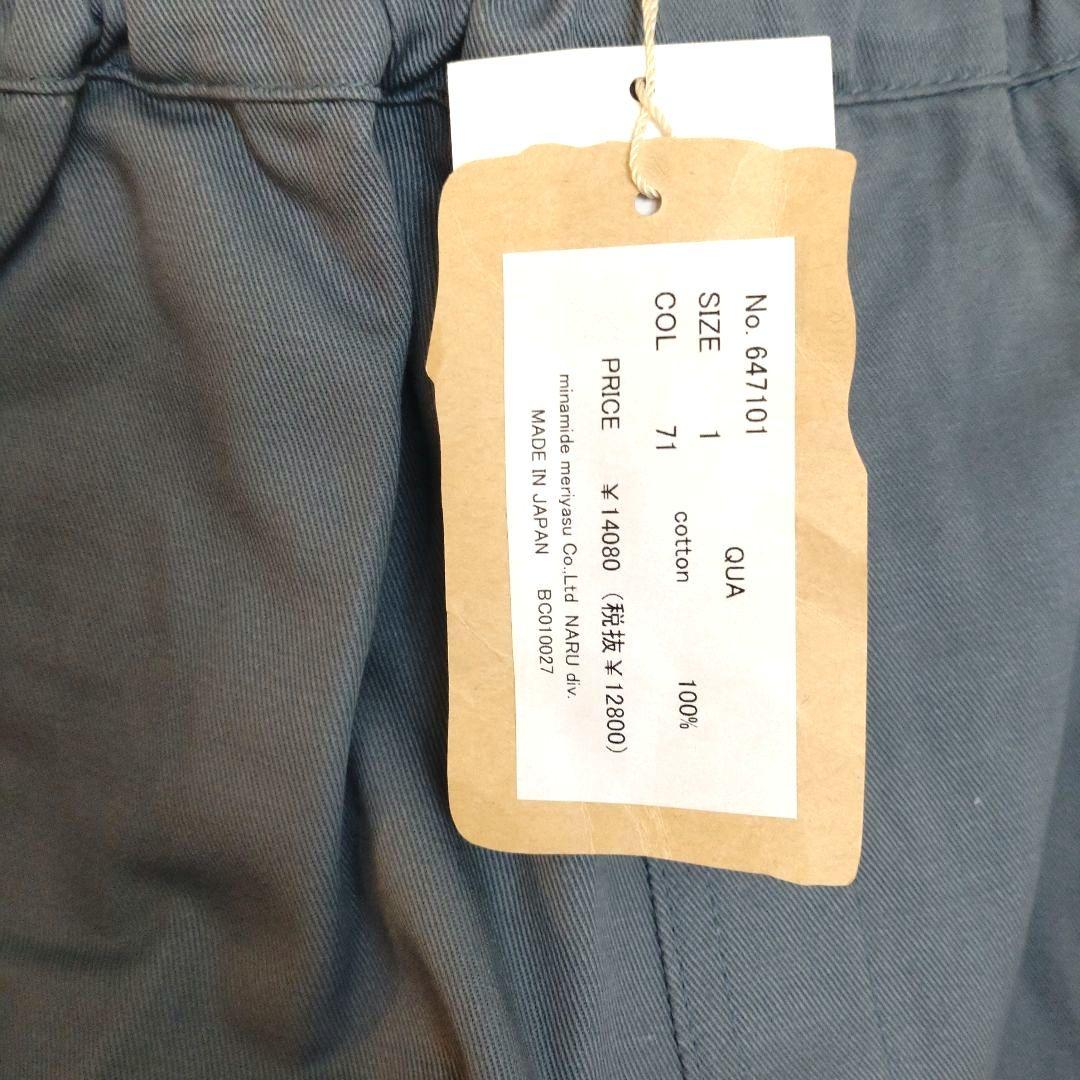 No. 647101
SIZE 1 QUA
COL 71 cotton 100%
PRICE ￥14080 (税抜￥12800)
minamide meriyasu Co.,Ltd NARU div.
MADE IN JAPAN BC010027